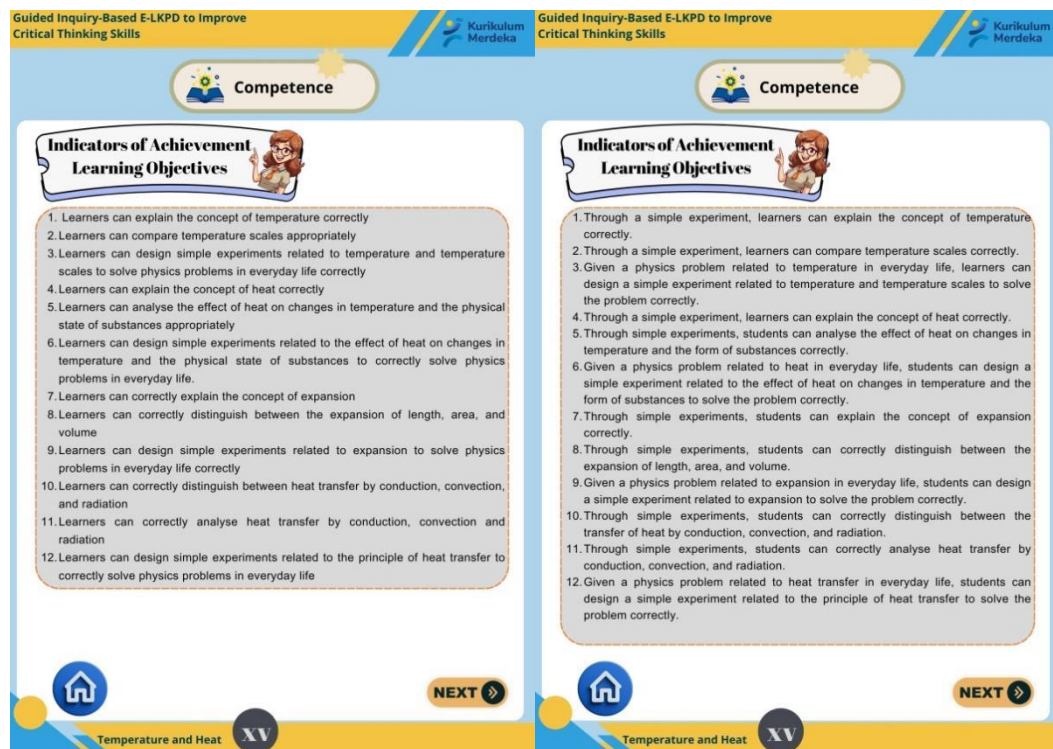 Guided Inquiry-Based E-LKPD to Improve
Critical Thinking Skills
Kurikulum
Merdeka
Competence
Indicators of Achievement
Learning Objectives
1. Learners can explain the concept of temperature correctly
2. Learners can compare temperature scales appropriately
3. Learners can design simple experiments related to temperature and temperature
scales to solve physics problems in everyday life correctly
4. Learners can explain the concept of heat correctly
5. Learners can analyse the effect of heat on changes in temperature and the physical
state of substances appropriately
6. Learners can design simple experiments related to the effect of heat on changes in
temperature and the physical state of substances to correctly solve physics
problems in everyday life.
7. Learners can correctly explain the concept of expansion
8. Learners can correctly distinguish between the expansion of length, area, and
volume
9. Learners can design simple experiments related to expansion to solve physics
problems in everyday life correctly
10. Learners can correctly distinguish between heat transfer by conduction, convection,
and radiation
11. Learners can correctly analyse heat transfer by conduction, convection and
radiation
12. Learners can design simple experiments related to the principle of heat transfer to
correctly solve physics problems in everyday life
NEXT
Temperature and Heat
XV
Guided Inquiry-Based E-LKPD to Improve
Critical Thinking Skills
Kurikulum
Merdeka
Competence
Indicators of Achievement
Learning Objectives
1. Through a simple experiment, learners can explain the concept of temperature
correctly.
2. Through a simple experiment, learners can compare temperature scales correctly.
3. Given a physics problem related to temperature in everyday life, learners can
design a simple experiment related to temperature and temperature scales to solve
the problem correctly.
4. Through a simple experiment, learners can explain the concept of heat correctly.
5. Through simple experiments, students can analyse the effect of heat on changes in
temperature and the form of substances correctly.
6. Given a physics problem related to heat in everyday life, students can design a
simple experiment related to the effect of heat on changes in temperature and the
form of substances to solve the problem correctly.
7. Through simple experiments, students can explain the concept of expansion
correctly.
8. Through simple experiments, students can correctly distinguish between the
expansion of length, area, and volume.
9. Given a physics problem related to expansion in everyday life, students can design
a simple experiment related to expansion to solve the problem correctly.
10. Through simple experiments, students can correctly distinguish between the
transfer of heat by conduction, convection, and radiation.
11. Through simple experiments, students can correctly analyse heat transfer by
conduction, convection, and radiation.
12. Given a physics problem related to heat transfer in everyday life, students can
design a simple experiment related to the principle of heat transfer to solve the
problem correctly.
NEXT
Temperature and Heat
XV